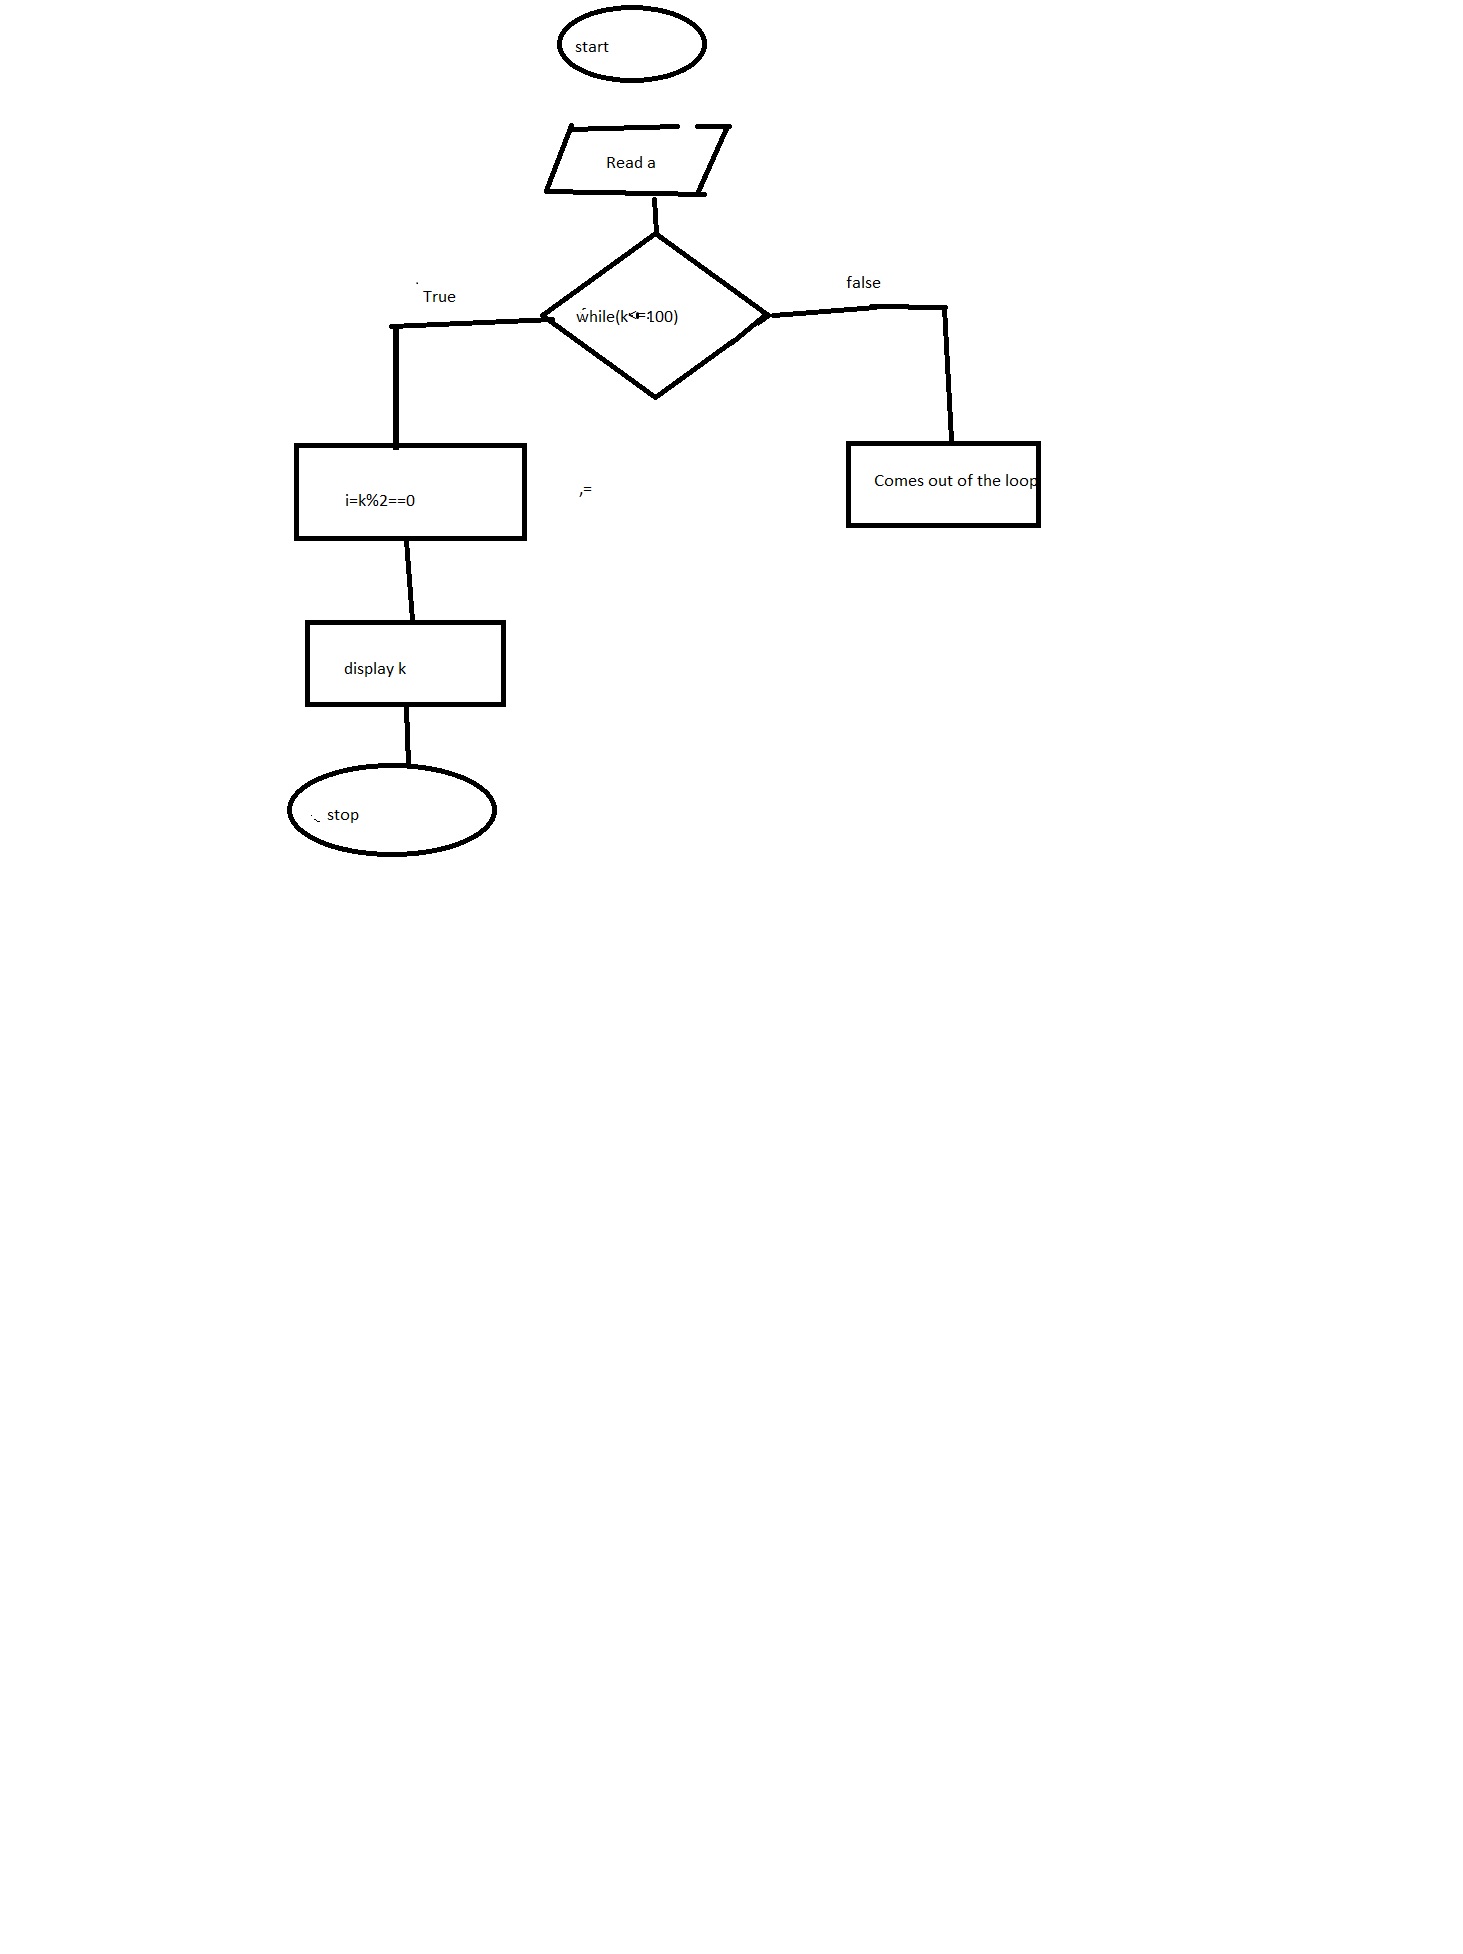 start
Read a
false
True
while(k<=100)
Comes out of the loop
,=
i=k%2==0
display k
stop